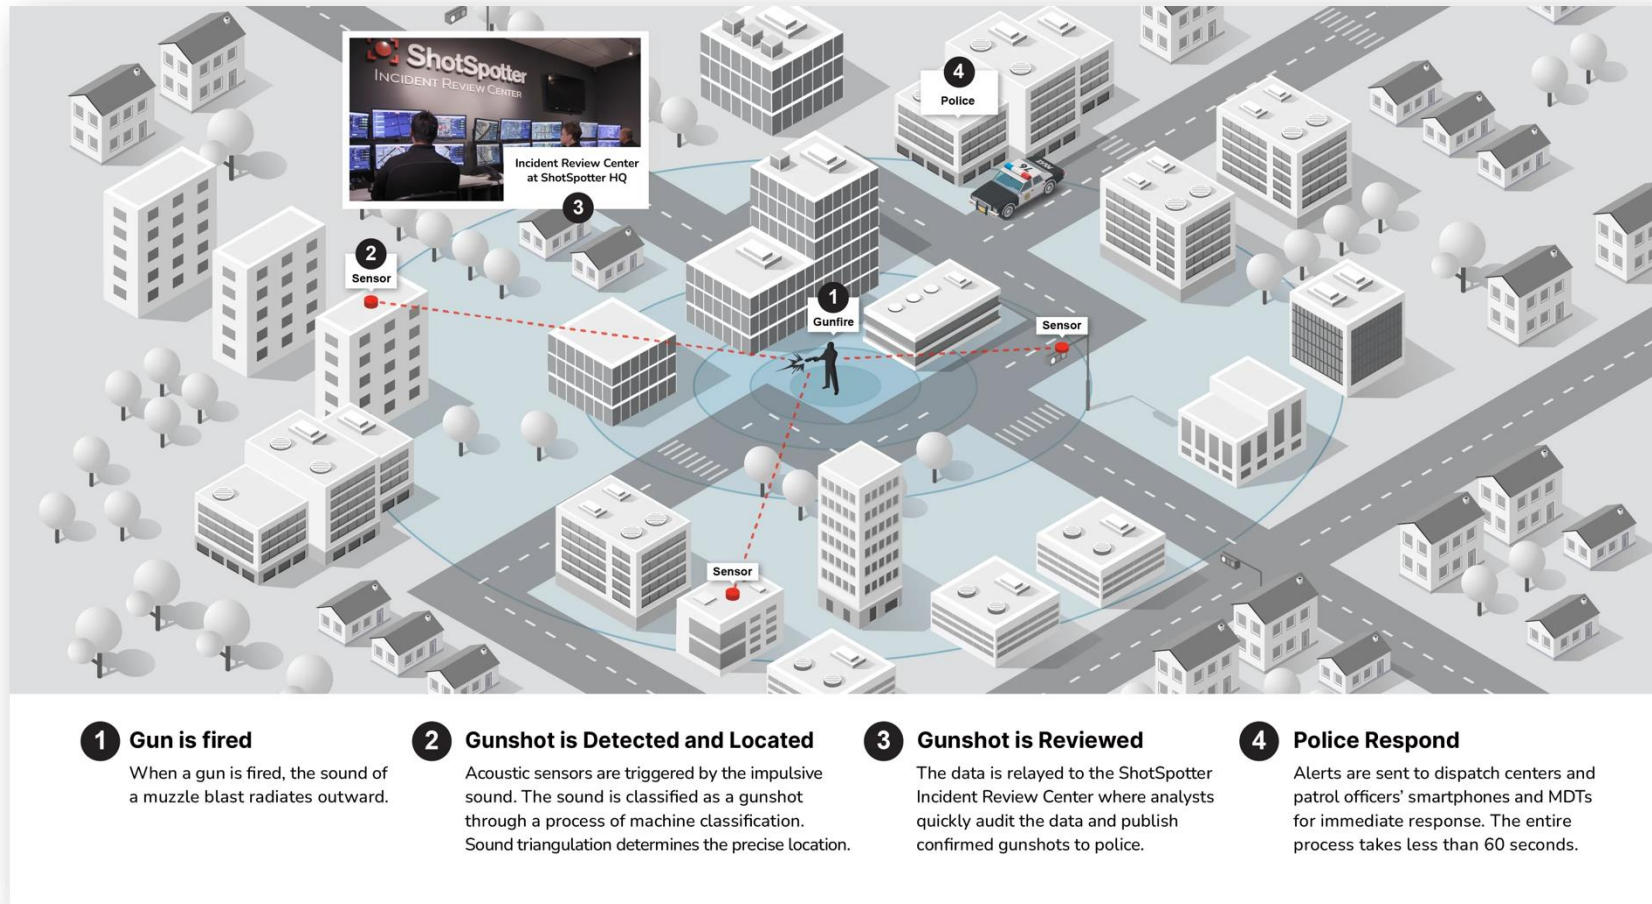 ShotSpotter
INCIDENT REVIEW CENTER
Incident Review Center
at ShotSpotter HQ
3
4
Police
2
Sensor
1
Gunfire
Sensor
Sensor
1 Gun is fired
When a gun is fired, the sound of
a muzzle blast radiates outward.
2 Gunshot is Detected and Located
Acoustic sensors are triggered by the impulsive
sound. The sound is classified as a gunshot
through a process of machine classification.
Sound triangulation determines the precise location.
3 Gunshot is Reviewed
The data is relayed to the ShotSpotter
Incident Review Center where analysts
quickly audit the data and publish
confirmed gunshots to police.
4 Police Respond
Alerts are sent to dispatch centers and
patrol officers’ smartphones and MDTs
for immediate response. The entire
process takes less than 60 seconds.